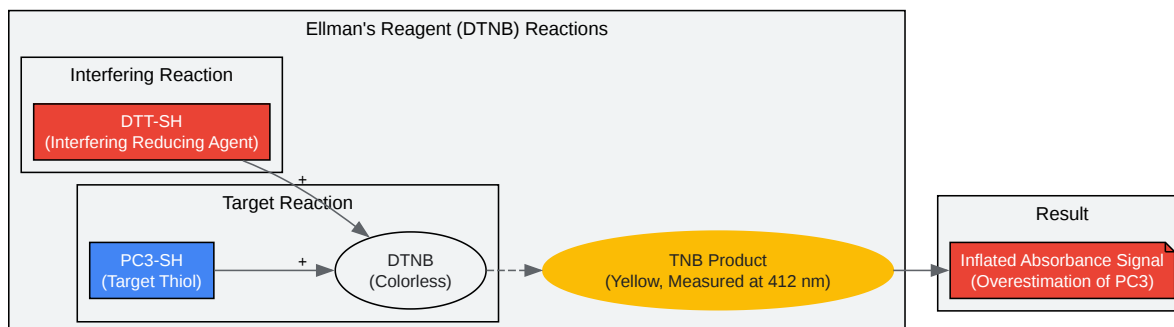 Ellman's Reagent (DTNB) Reactions
Interfering Reaction
DTT-SH
(Interfering Reducing Agent)
+
Target Reaction
PC3-SH
(Target Thiol)
+
DTNB
(Colorless)
TNB Product
(Yellow, Measured at 412 nm)
Result
Inflated Absorbance Signal
(Overestimation of PC3)